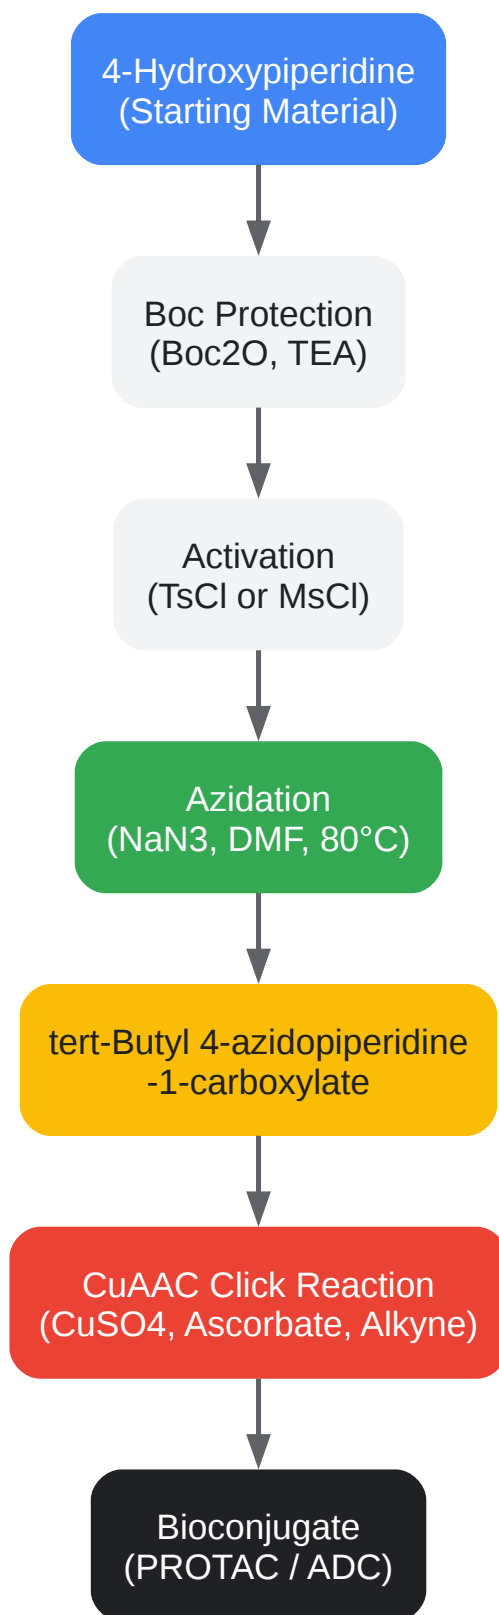 4-Hydroxypiperidine
(Starting Material)
Boc Protection
(Boc2O, TEA)
Activation
(TsCl or MsCl)
Azidation
(NaN3, DMF, 80°C)
tert-Butyl 4-azidopiperidine
-1-carboxylate
CuAAC Click Reaction
(CuSO4, Ascorbate, Alkyne)
Bioconjugate
(PROTAC / ADC)